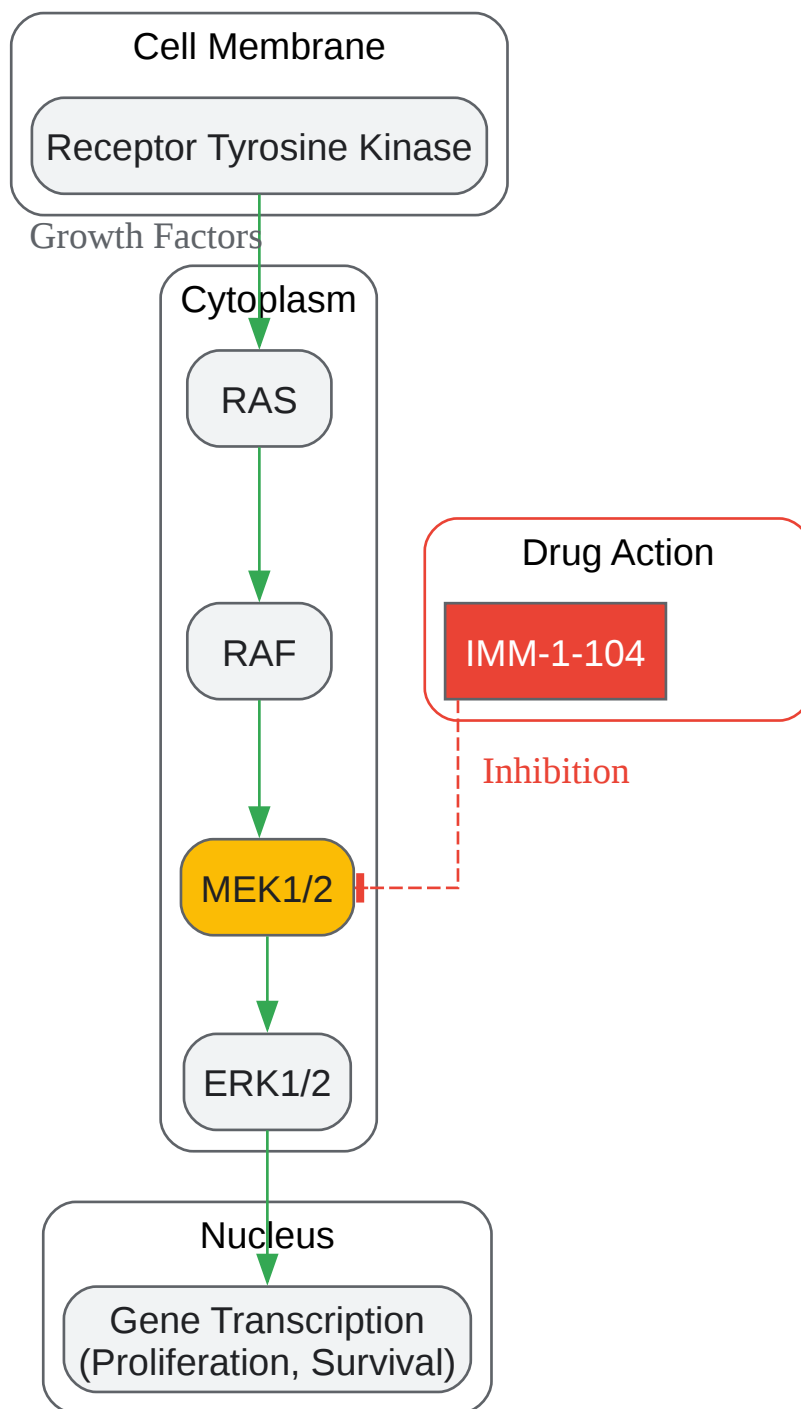 Cell Membrane
Receptor Tyrosine Kinase
Growth Factors
Cytoplasm
RAS
Drug Action
RAF
IMM-1-104
Inhibition
MEK1/2
ERK1/2
Nucleus
Gene Transcription
(Proliferation, Survival)